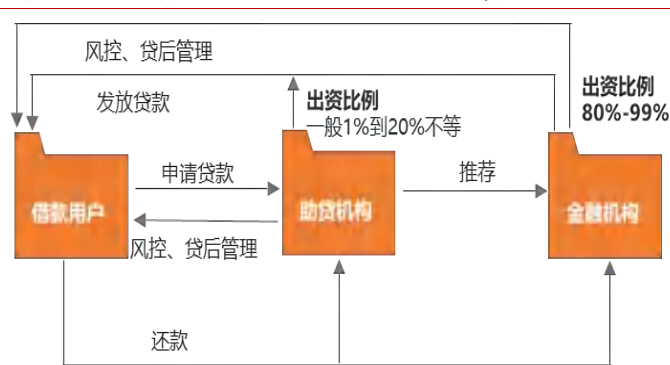 风控、贷后管理
发放贷款
出资比例
一般1%到20%不等
出资比例
80%-99%
借款用户
申请贷款
助贷机构
推荐
金融机构
风控、贷后管理
还款